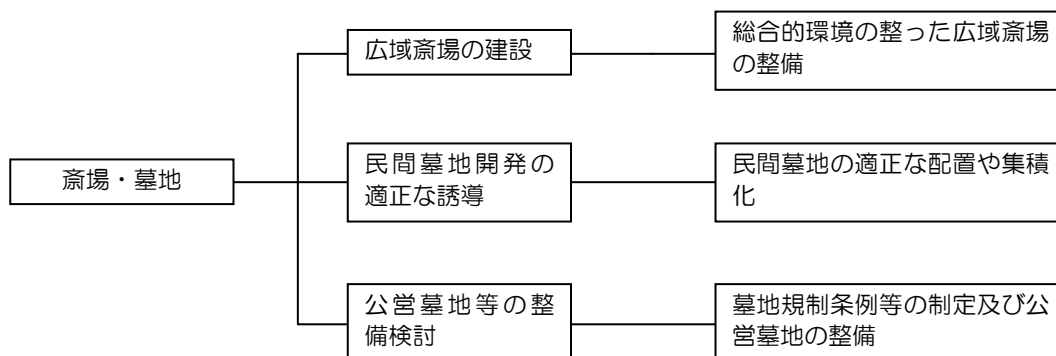 広域斎場の建設
総合的環境の整った広域斎場
の整備
斎場・墓地
民間墓地開発の
適正な誘導
民間墓地の適正な配置や集積
化
公営墓地等の整
備検討
墓地規制条例等の制定及び公
営墓地の整備